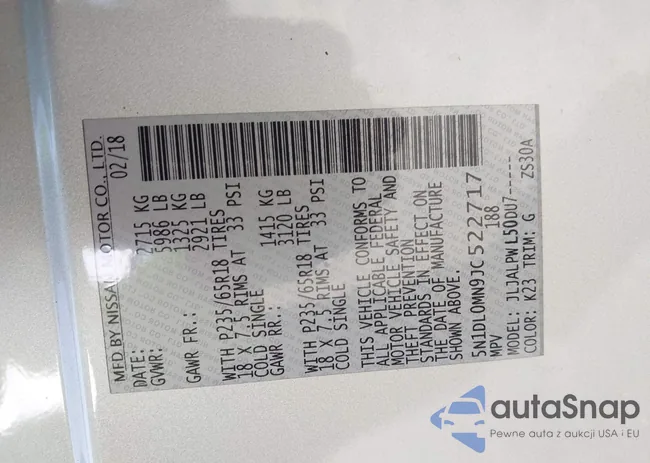 MFD BY NISSAN MOTOR CO., LTD.
DATE: 02/18
GVWR: 2715 KG
5986 LB
GAWR FR.: 1325 KG
2921 LB
WITH P235/65R18 TIRES
18 X 7.5 RIMS AT 33 PSI
COLD SINGLE
GAWR RR.: 1415 KG
3120 LB
WITH P235/65R18 TIRES
18 X 7.5 RIMS AT 33 PSI
COLD SINGLE
THIS VEHICLE CONFORMS TO
ALL APPLICABLE FEDERAL
MOTOR VEHICLE SAFETY AND
THEFT PREVENTION
STANDARDS IN EFFECT ON
THE DATE OF MANUFACTURE
SHOWN ABOVE.
5N1DL0MN9JC522717
MPV 188
MODEL: JLJALPWL50DU7-----
COLOR: K23 TRIM: G ZS30A
autaSnap
Pewne auta z aukcji USA i EU